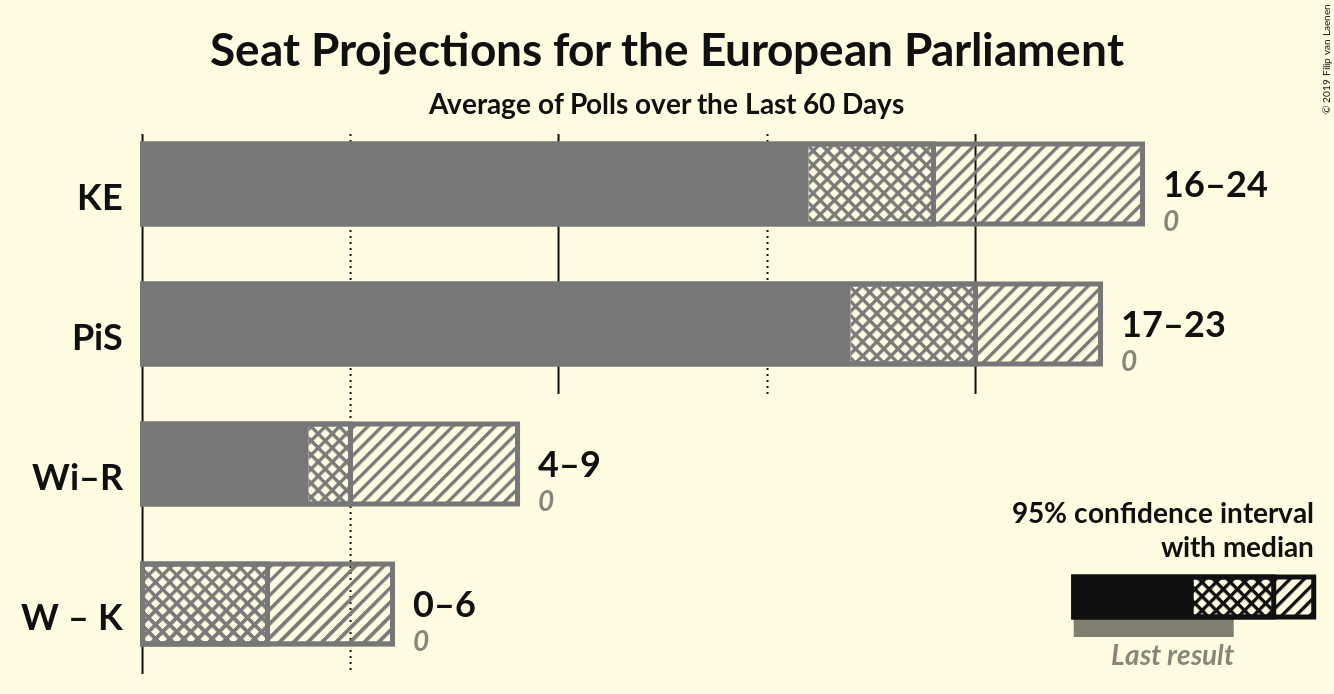 Seat Projections for the European Parliament
Average of Polls over the Last 60 Days
© 2019 Filip van Laenen
KE
16–24
0
PiS
17–23
0
Wi–R
4–9
0
W – K
0–6
0
95% confidence interval
with median
Last result